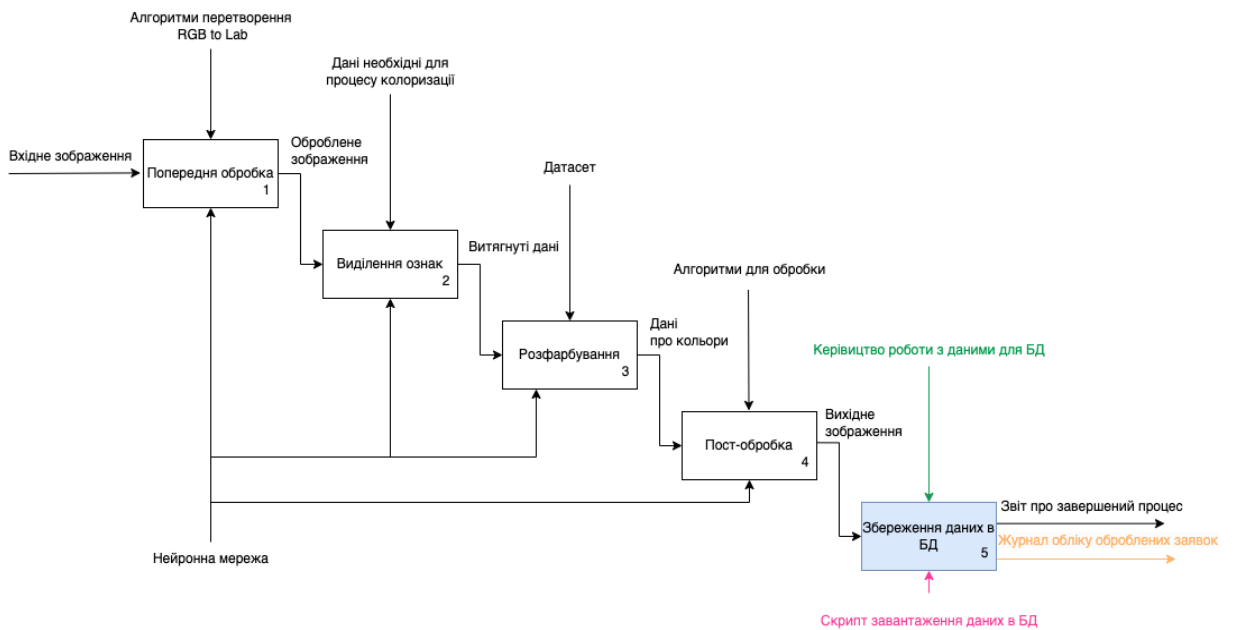 Алгоритми перетворення
RGB to Lab
Дані необхідні для
процесу колоризації
Вхідне зображення
Попередня обробка
1
Оброблене
зображення
Датасет
Виділення ознак
2
Витягнуті дані
Алгоритми для обробки
Розфарбування
3
Дані
про кольори
Керівицтво роботи з даними для БД
Пост-обробка
4
Вихідне
зображення
Збереження даних в
БД
5
Звіт про завершений процес
Журнал обліку оброблених заявок
Нейронна мережа
Скрипт завантаження даних в БД